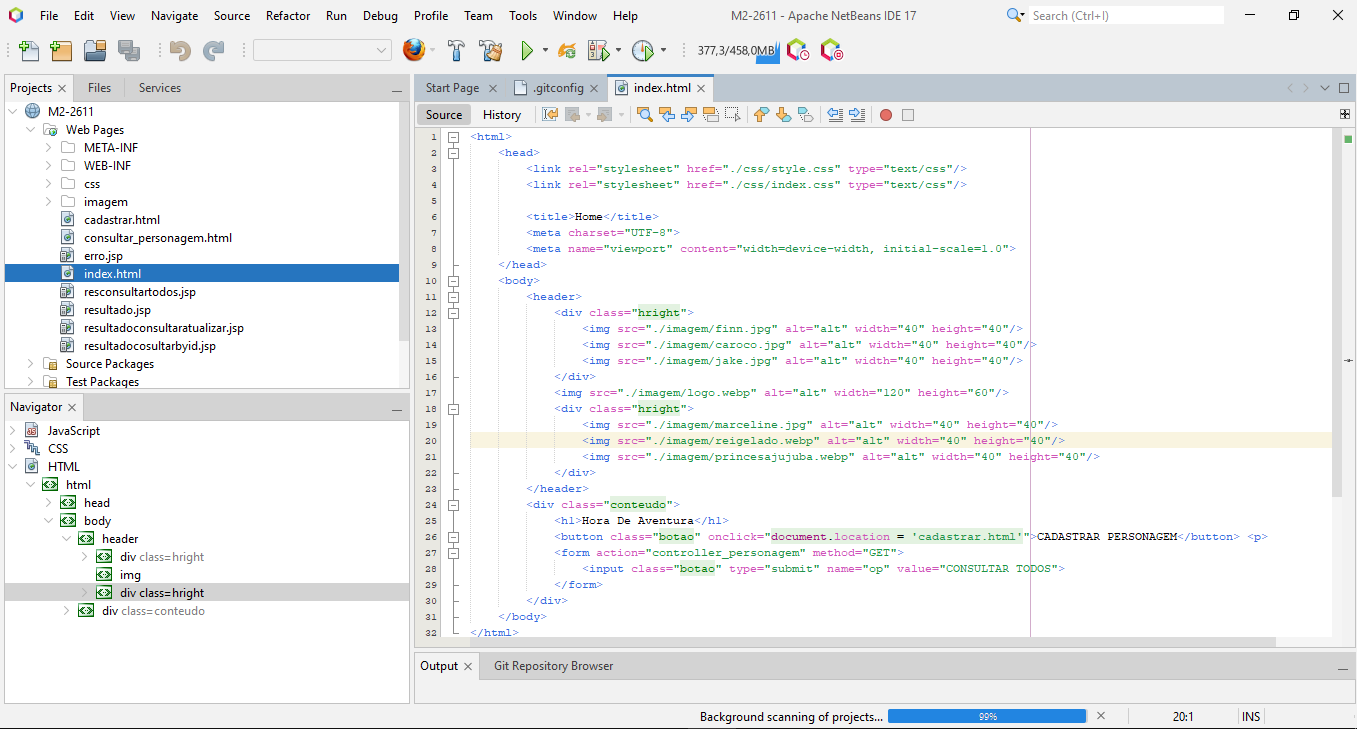 File Edit View Navigate Source Refactor Run Debug Profile Team Tools Window Help M2-2611 - Apache NetBeans IDE 17 Search (Ctrl+I)
377,3/458,0MB
Projects Files Services
M2-2611
Web Pages
META-INF
WEB-INF
css
imagem
cadastrar.html
consultar_personagem.html
erro.jsp
index.html
resconsultartodos.jsp
resultado.jsp
resultadoconsultaratualizar.jsp
resultadocosultarbyid.jsp
Source Packages
Test Packages
Navigator
JavaScript
CSS
HTML
html
head
body
header
div class=hright
img
div class=hright
div class=conteudo
Start Page .gitconfig index.html
Source History
1 <html>
2 <head>
3 <link rel="stylesheet" href="./css/style.css" type="text/css"/>
4 <link rel="stylesheet" href="./css/index.css" type="text/css"/>
5
6 <title>Home</title>
7 <meta charset="UTF-8">
8 <meta name="viewport" content="width=device-width, initial-scale=1.0">
9 </head>
10 <body>
11 <header>
12 <div class="hright">
13 <img src="./imagem/finn.jpg" alt="alt" width="40" height="40"/>
14 <img src="./imagem/caroco.jpg" alt="alt" width="40" height="40"/>
15 <img src="./imagem/jake.jpg" alt="alt" width="40" height="40"/>
16 </div>
17 <img src="./imagem/logo.webp" alt="alt" width="120" height="60"/>
18 <div class="hright">
19 <img src="./imagem/marceline.jpg" alt="alt" width="40" height="40"/>
20 <img src="./imagem/reigelado.webp" alt="alt" width="40" height="40"/>
21 <img src="./imagem/princesajujuba.webp" alt="alt" width="40" height="40"/>
22 </div>
23 </header>
24 <div class="conteudo">
25 <h1>Hora De Aventura</h1>
26 <button class="botao" onclick="document.location = 'cadastrar.html'">CADASTRAR PERSONAGEM</button> <p>
27 <form action="controller_personagem" method="GET">
28 <input class="botao" type="submit" name="op" value="CONSULTAR TODOS">
29 </form>
30 </div>
31 </body>
32 </html>
Output Git Repository Browser
Background scanning of projects... 99% 20:1 INS